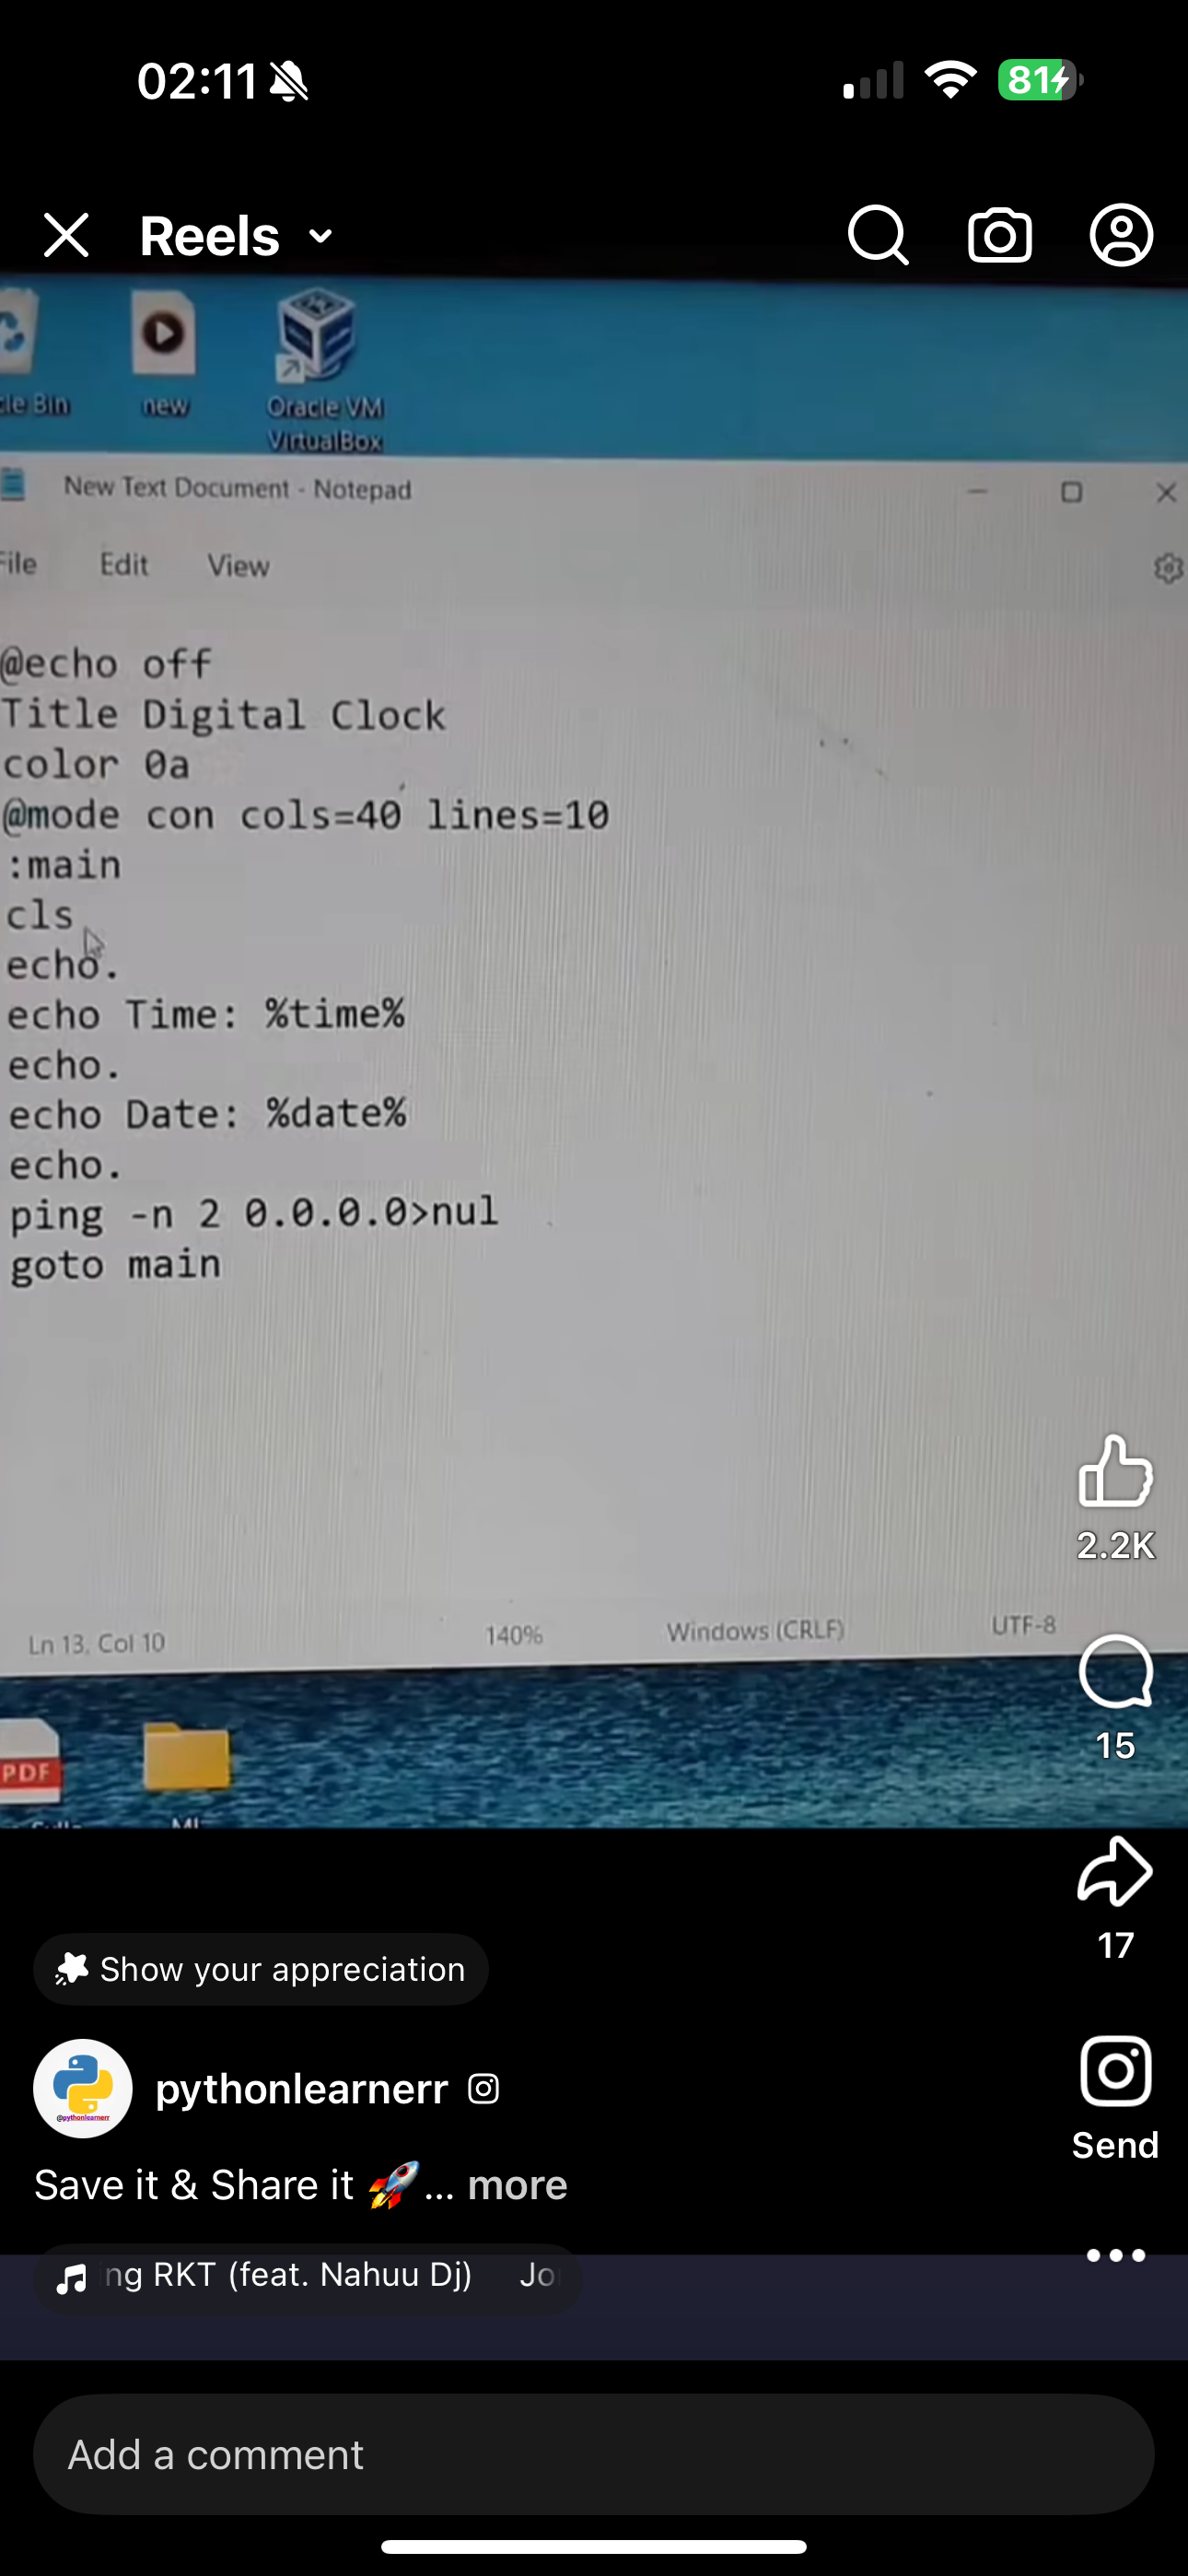 02:11
81
Reels
cle Bin
new
Oracle VM
VirtualBox
New Text Document - Notepad
File
Edit
View
@echo off
Title Digital Clock
color 0a
@mode con cols=40 lines=10
:main
cls
echo.
echo Time: %time%
echo.
echo Date: %date%
echo.
ping -n 2 0.0.0.0>nul
goto main
2.2K
Ln 13, Col 10
140%
Windows (CRLF)
UTF-8
15
PDF
17
Show your appreciation
pythonlearnerr
@pythonlearnerr
Send
Save it & Share it 🚀... more
ng RKT (feat. Nahuu Dj)
Jo
Add a comment